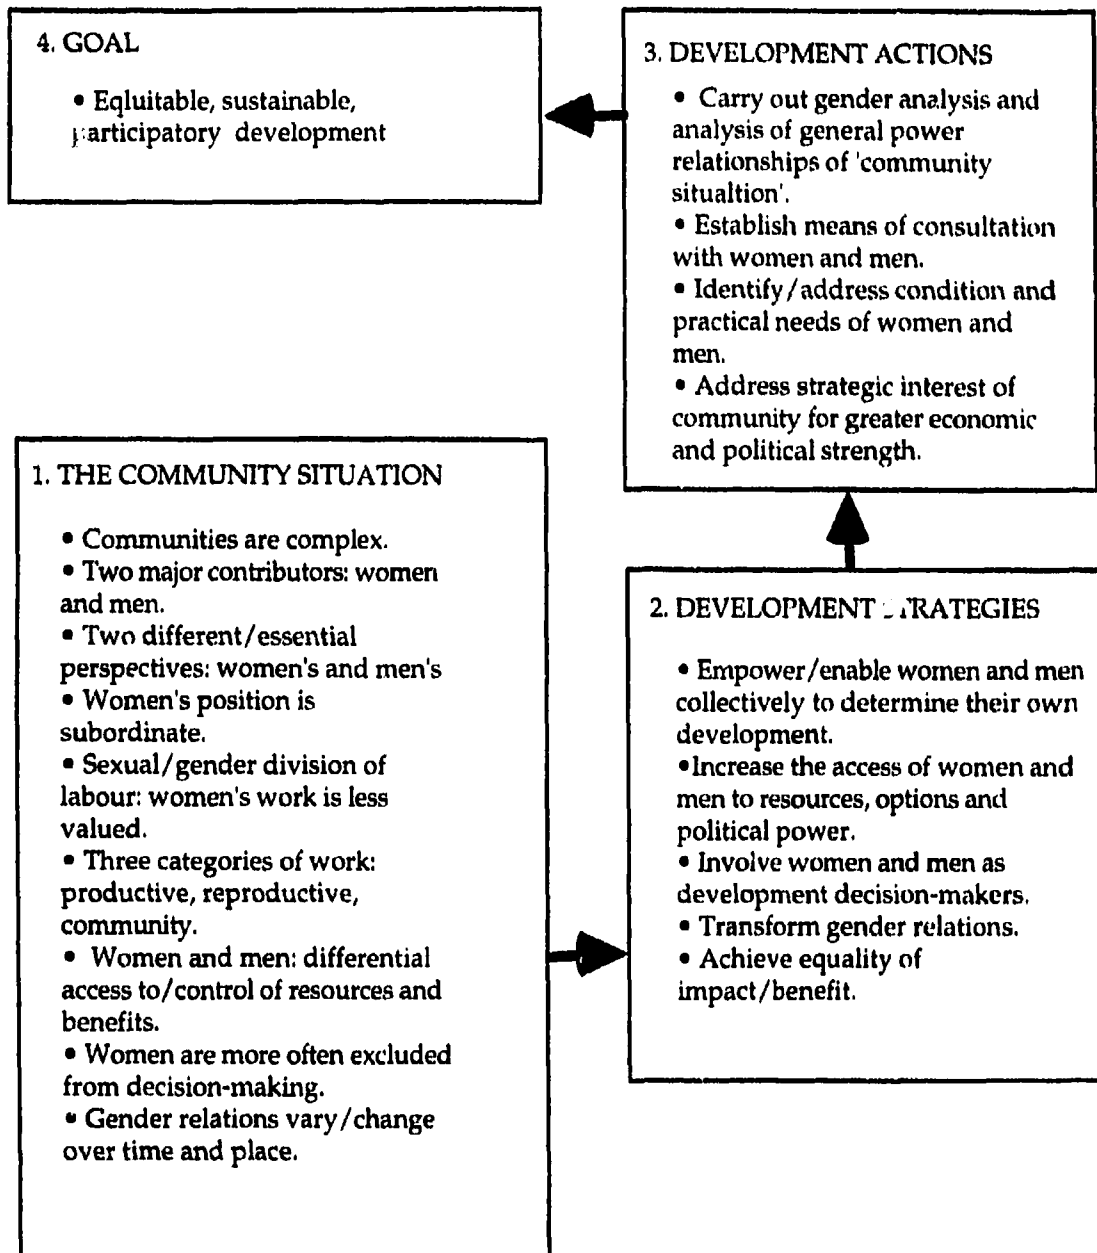 4. GOAL
• Eqluitable, sustainable,
participatory development
3. DEVELOPMENT ACTIONS
• Carry out gender analysis and
analysis of general power
relationships of 'community
situaltion'.
• Establish means of consultation
with women and men.
• Identify/address condition and
practical needs of women and
men.
• Address strategic interest of
community for greater economic
and political strength.
1. THE COMMUNITY SITUATION
• Communities are complex.
• Two major contributors: women
and men.
• Two different/essential
perspectives: women's and men's
• Women's position is
subordinate.
• Sexual/gender division of
labour: women's work is less
valued.
• Three categories of work:
productive, reproductive,
community.
• Women and men: differential
access to/control of resources and
benefits.
• Women are more often excluded
from decision-making.
• Gender relations vary/change
over time and place.
2. DEVELOPMENT STRATEGIES
• Empower/enable women and men
collectively to determine their own
development.
•Increase the access of women and
men to resources, options and
political power.
• Involve women and men as
development decision-makers.
• Transform gender relations.
• Achieve equality of
impact/benefit.